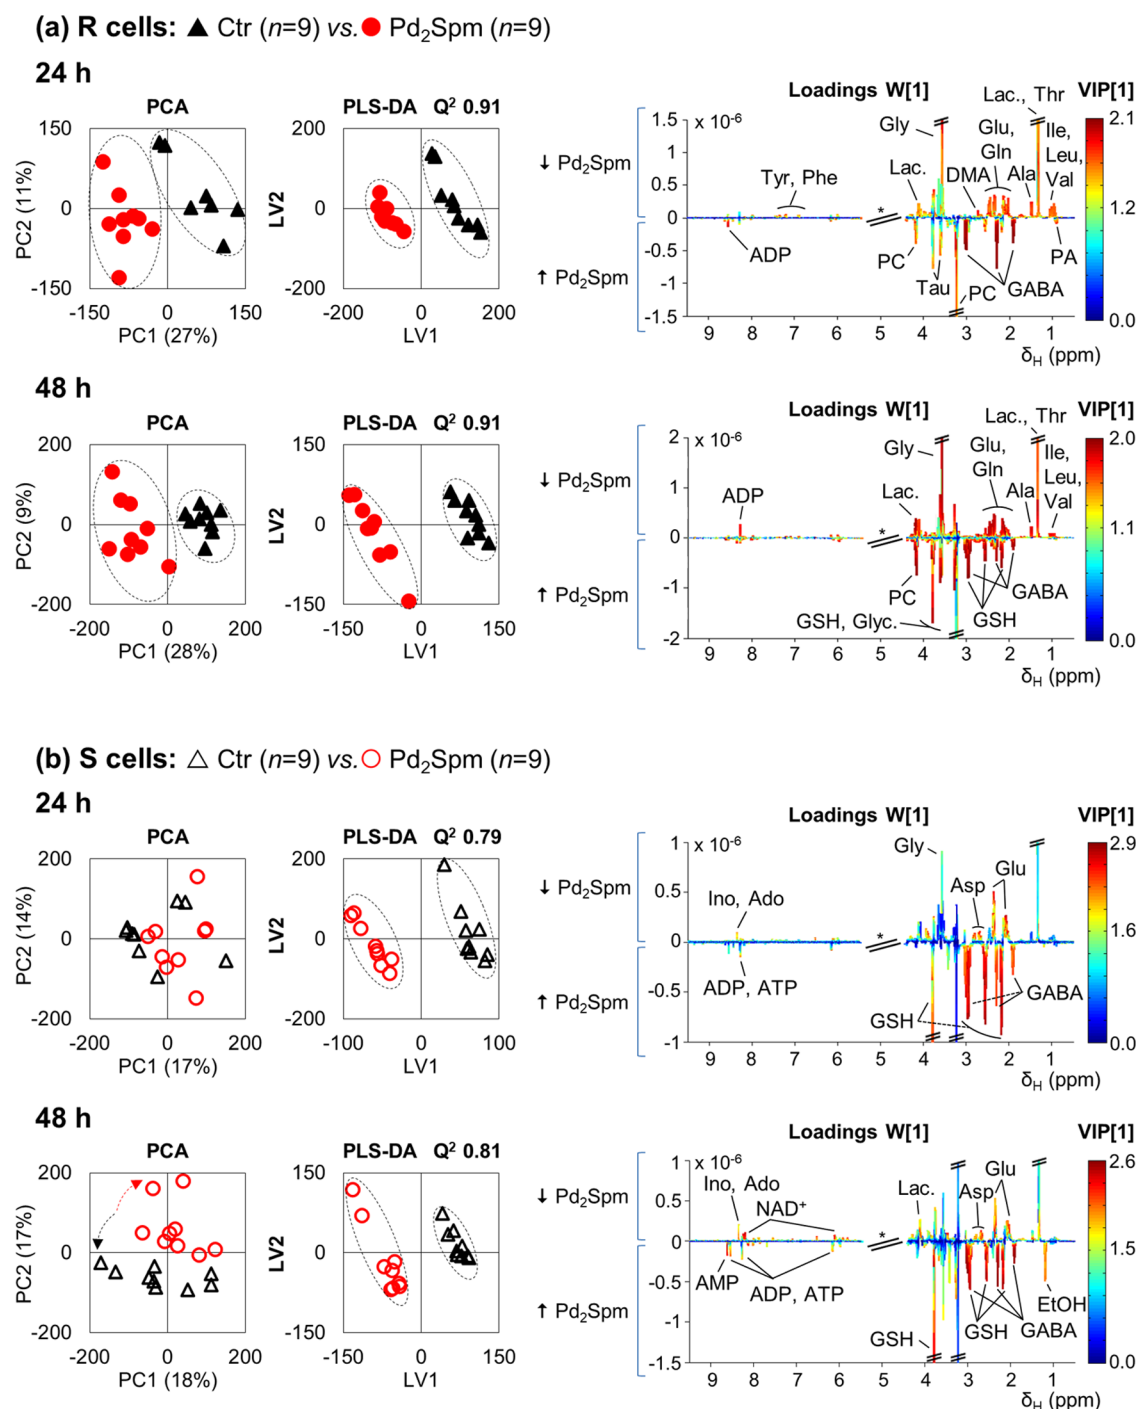 (a) R cells: ▲ Ctr (n=9) vs. ● Pd₂Spm (n=9)
24 h
PCA
150
0
-150
PC2 (11%)
-150 0 150
PC1 (27%)
PLS-DA Q² 0.91
200
0
200
LV2
-200 0 200
LV1
↓ Pd₂Spm
↑ Pd₂Spm
Loadings W[1]
x 10⁻⁶
1.5
1
0.5
0
-0.5
-1
-1.5
Lac., Thr
Gly
Glu,
Gln
Ile,
Leu,
Val
Tyr, Phe
Lac.
DMA
Ala
*
ADP
PC
Tau
PC
GABA
PA
9 8 7 6 5 4 3 2 1
δH (ppm)
VIP[1]
2.1
1.2
0.0
48 h
PCA
200
0
-200
PC2 (9%)
-200 0 200
PC1 (28%)
PLS-DA Q² 0.91
150
0
-150
LV2
-150 0 150
LV1
↓ Pd₂Spm
↑ Pd₂Spm
Loadings W[1]
x 10⁻⁶
2
1
0
-1
-2
Lac., Thr
Gly
Glu,
Gln
Ile,
Leu,
Val
ADP
Lac.
Ala
*
PC
GABA
GSH
GSH, Glyc.
9 8 7 6 5 4 3 2 1
δH (ppm)
VIP[1]
2.0
1.1
0.0
(b) S cells: △ Ctr (n=9) vs. ○ Pd₂Spm (n=9)
24 h
PCA
200
0
-200
PC2 (14%)
-200 0 200
PC1 (17%)
PLS-DA Q² 0.79
200
0
-200
LV2
-100 0 100
LV1
↓ Pd₂Spm
↑ Pd₂Spm
Loadings W[1]
x 10⁻⁶
1
0.5
0
-0.5
-1
Gly
Asp
Glu
Ino, Ado
*
ADP, ATP
GABA
GSH
9 8 7 6 5 4 3 2 1
δH (ppm)
VIP[1]
2.9
1.6
0.0
48 h
PCA
200
0
200
PC2 (17%)
-200 0 200
PC1 (18%)
PLS-DA Q² 0.81
150
0
-150
LV2
-150 0 150
LV1
↓ Pd₂Spm
↑ Pd₂Spm
Loadings W[1]
x 10⁻⁶
1
0.5
0
-0.5
-1
-1.5
Ino, Ado
NAD⁺
Lac.
Asp
Glu
*
AMP
ADP, ATP
EtOH
GSH
GABA
GSH
9 8 7 6 5 4 3 2 1
δH (ppm)
VIP[1]
2.6
1.5
0.0